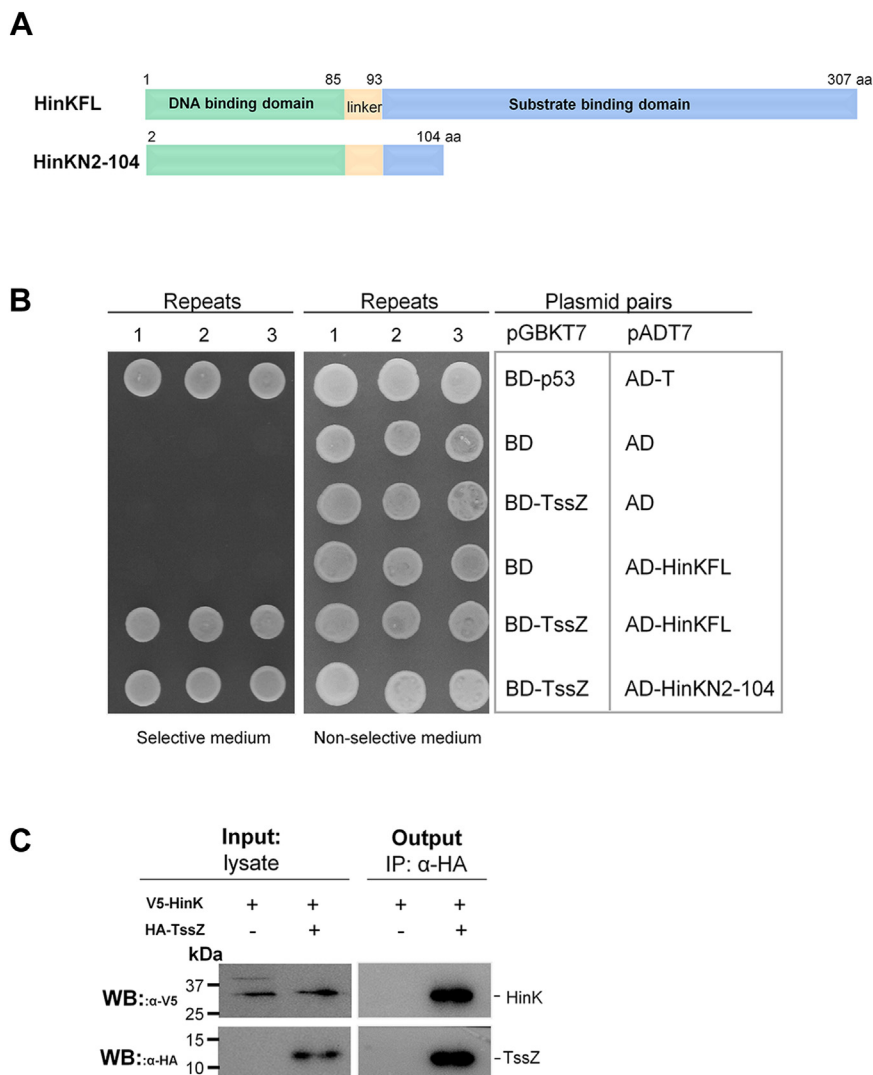 A
1 85 93 307 aa
HinKFL DNA binding domain linker Substrate binding domain
2 104 aa
HinKN2-104
B
Repeats Repeats Plasmid pairs
1 2 3 1 2 3 pGBKT7 pADT7
BD-p53 AD-T
BD AD
BD-TssZ AD
BD AD-HinKFL
BD-TssZ AD-HinKFL
BD-TssZ AD-HinKN2-104
Selective medium Non-selective medium
C
Input: Output
lysate IP: α-HA
V5-HinK + + + +
HA-TssZ - + - +
kDa
37
WB::α-V5 - HinK
25
15
WB::α-HA -TssZ
10